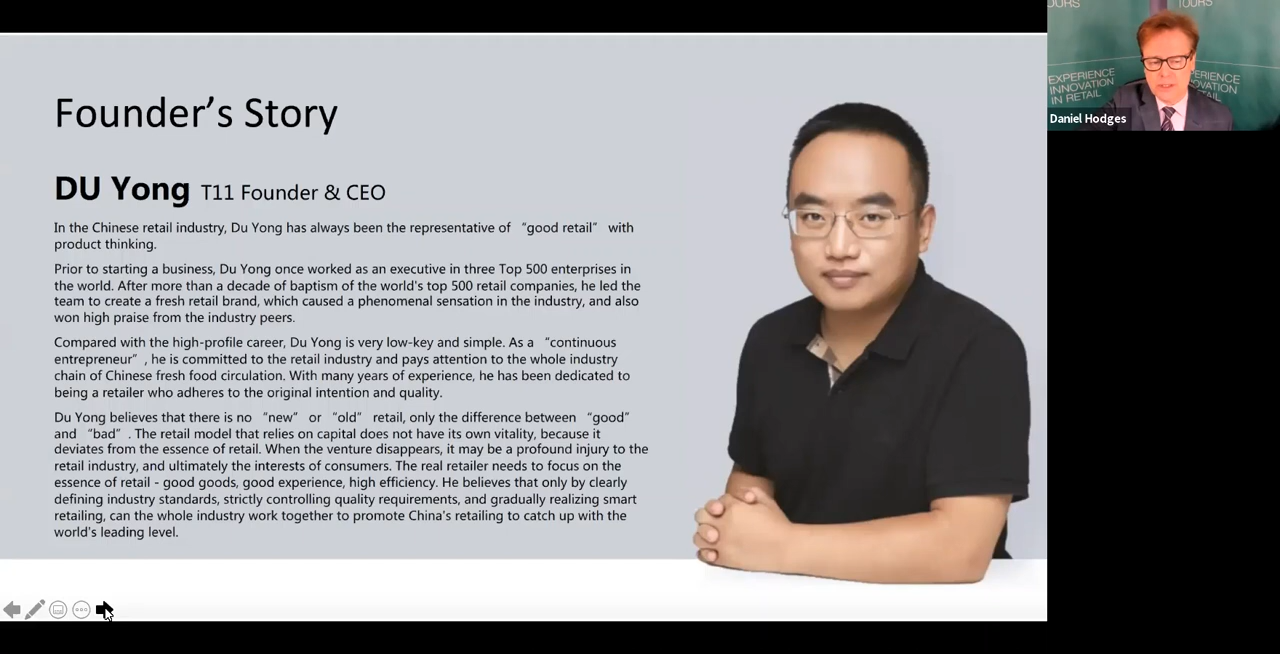 Founder's Story
DU Yong T11 Founder & CEO
In the Chinese retail industry, Du Yong has always been the representative of “good retail” with
product thinking.
Prior to starting a business, Du Yong once worked as an executive in three Top 500 enterprises in
the world. After more than a decade of baptism of the world's top 500 retail companies, he led the
team to create a fresh retail brand, which caused a phenomenal sensation in the industry, and also
won high praise from the industry peers.
Compared with the high-profile career, Du Yong is very low-key and simple. As a “continuous
entrepreneur” , he is committed to the retail industry and pays attention to the whole industry
chain of Chinese fresh food circulation. With many years of experience, he has been dedicated to
being a retailer who adheres to the original intention and quality.
Du Yong believes that there is no “new” or “old” retail, only the difference between “good”
and “bad” . The retail model that relies on capital does not have its own vitality, because it
deviates from the essence of retail. When the venture disappears, it may be a profound injury to the
retail industry, and ultimately the interests of consumers. The real retailer needs to focus on the
essence of retail - good goods, good experience, high efficiency. He believes that only by clearly
defining industry standards, strictly controlling quality requirements, and gradually realizing smart
retailing, can the whole industry work together to promote China's retailing to catch up with the
world's leading level.
TOURS
EXPERIENCE
INNOVATION
IN RETAIL
Daniel Hodges